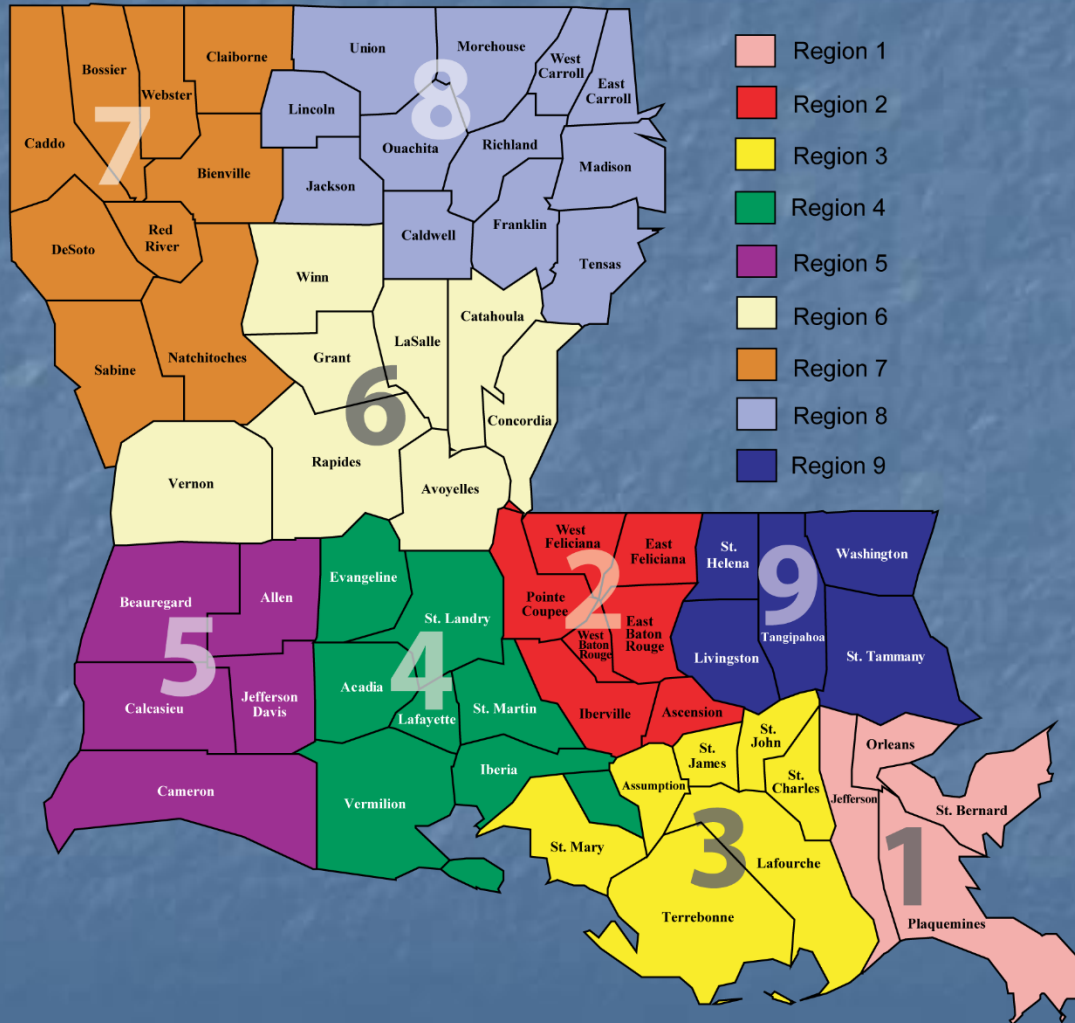 Union
Morehouse
Claiborne
West
Carroll
Bossier
East
Carroll
Webster
Lincoln
8
7
Caddo
Ouachita
Richland
Madison
Bienville
Jackson
Franklin
Caldwell
Red
River
DeSoto
Tensas
Winn
Catahoula
LaSalle
Natchitoches
Grant
Sabine
6
Concordia
Rapides
Vernon
Avoyelles
West
Feliciana
East
Feliciana
St.
Helena
Washington
9
2
Evangeline
Allen
Beauregard
Pointe
Coupee
St. Landry
East
Baton
Rouge
West
Baton
Rouge
Tangipahoa
Livingston
St. Tammany
5
4
Acadia
Jefferson
Davis
Calcasieu
Lafayette
St. Martin
Iberville
Ascension
St.
John
St.
James
Orleans
Iberia
Assumption
St.
Charles
Cameron
Jefferson
Vermilion
St. Bernard
3
1
St. Mary
Lafourche
Terrebonne
Plaquemines
Region 1
Region 2
Region 3
Region 4
Region 5
Region 6
Region 7
Region 8
Region 9